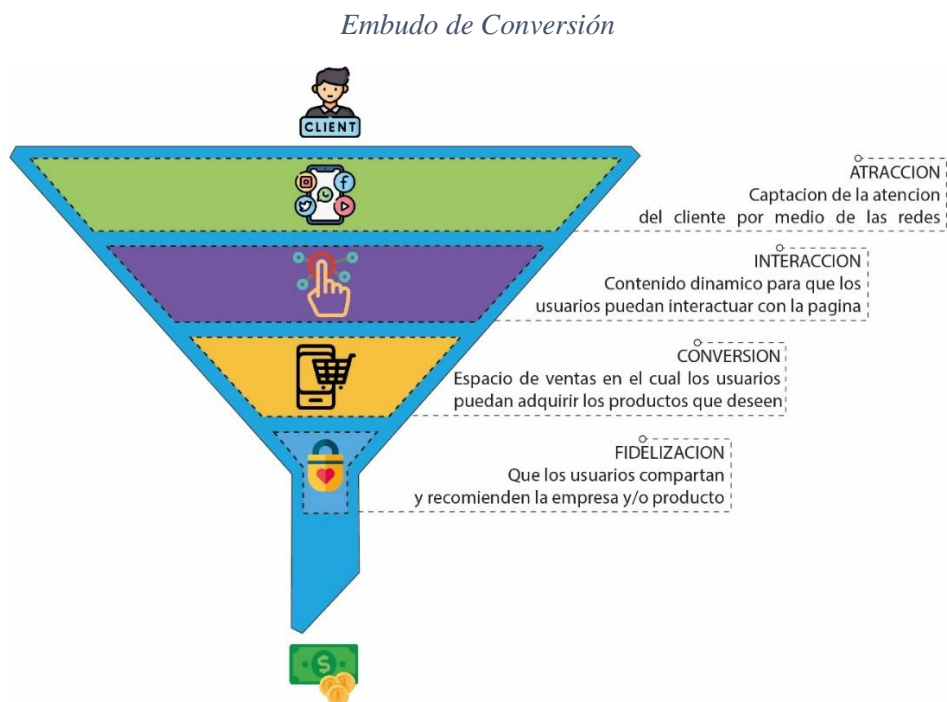 Embudo de Conversión
CLIENT
ATRACCION
Captacion de la atencion
del cliente por medio de las redes
INTERACCION
Contenido dinamico para que los
usuarios puedan interactuar con la pagina
CONVERSION
Espacio de ventas en el cual los usuarios
puedan adquirir los productos que deseen
FIDELIZACION
Que los usuarios compartan
y recomienden la empresa y/o producto
$